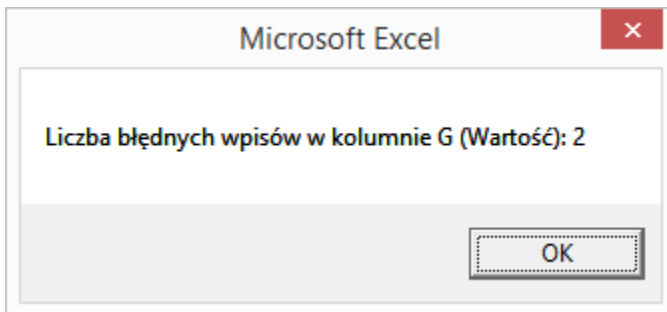 Microsoft Excel
Liczba błędnych wpisów w kolumnie G (Wartość): 2
OK